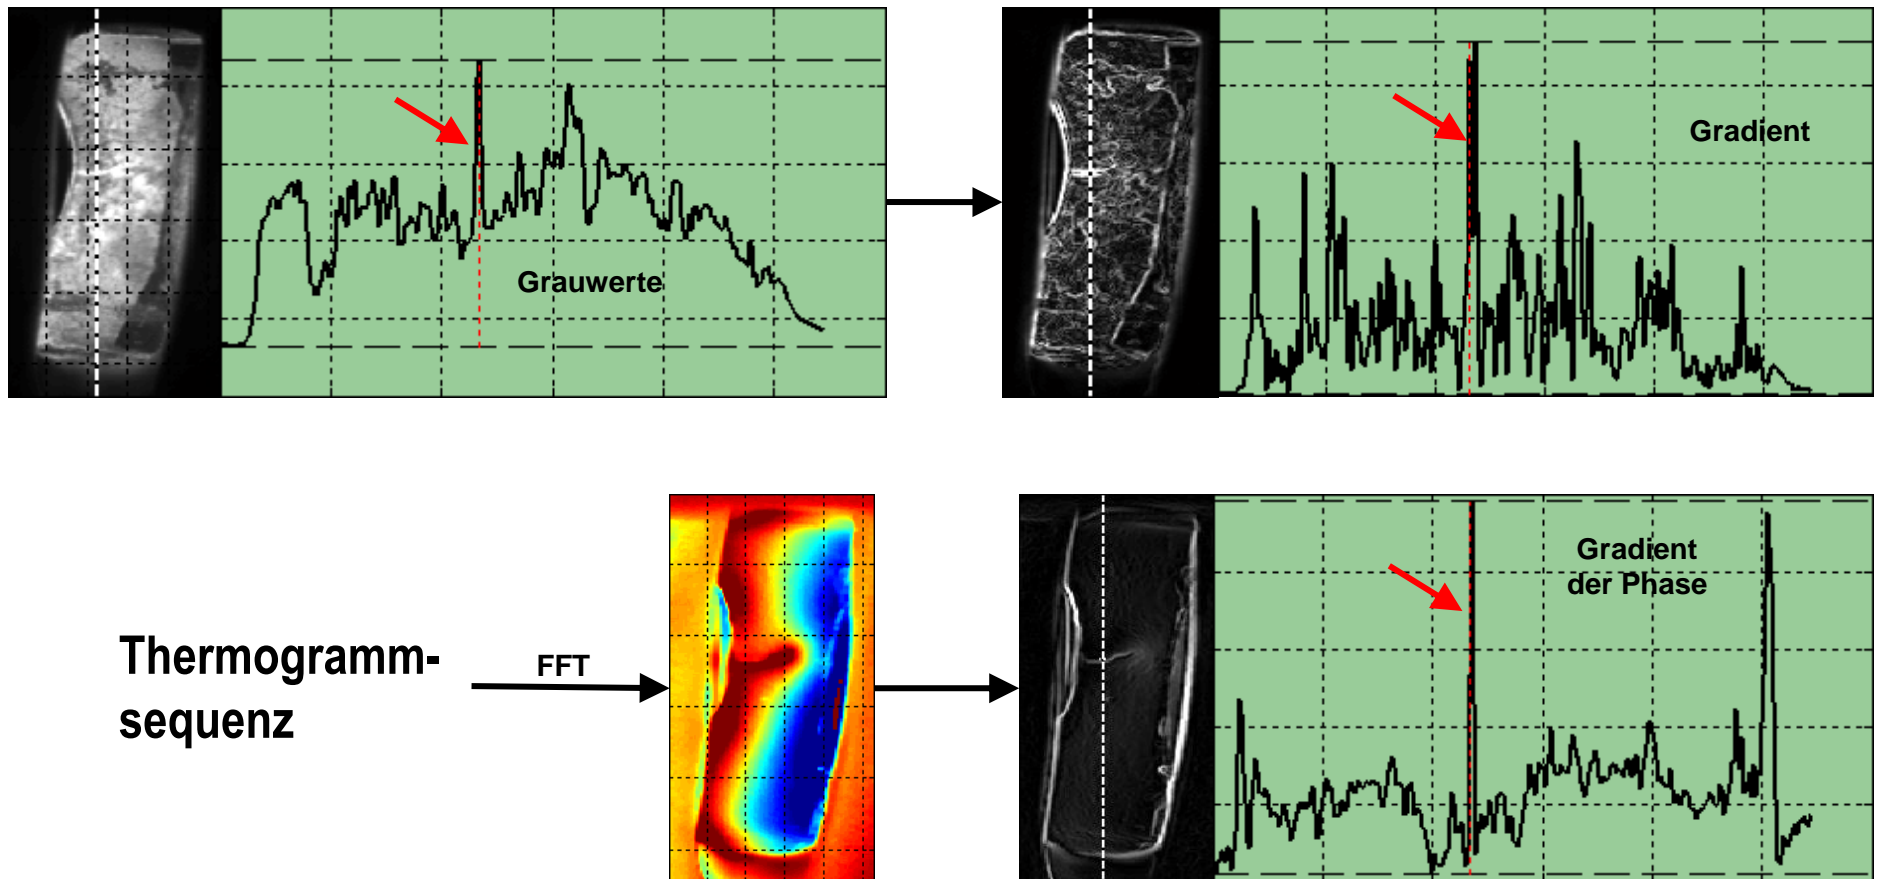 Grauwerte
Gradient
Thermogramm-
sequenz
FFT
Gradient
der Phase